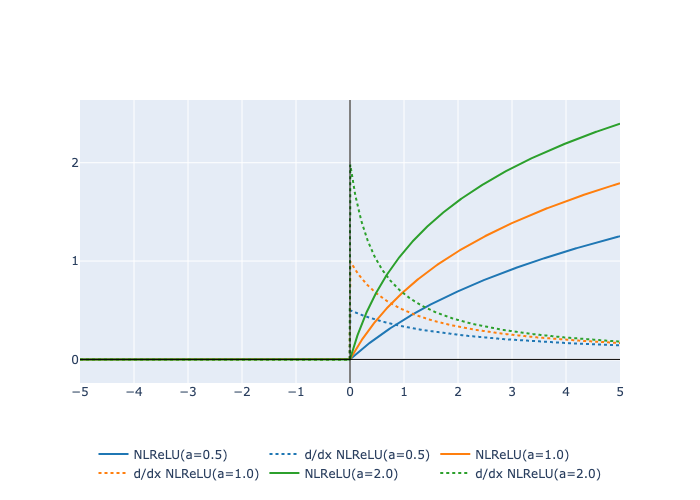 2
1
0
−5 −4 −3 −2 −1 0 1 2 3 4 5
NLReLU(a=0.5) d/dx NLReLU(a=0.5) NLReLU(a=1.0)
d/dx NLReLU(a=1.0) NLReLU(a=2.0) d/dx NLReLU(a=2.0)